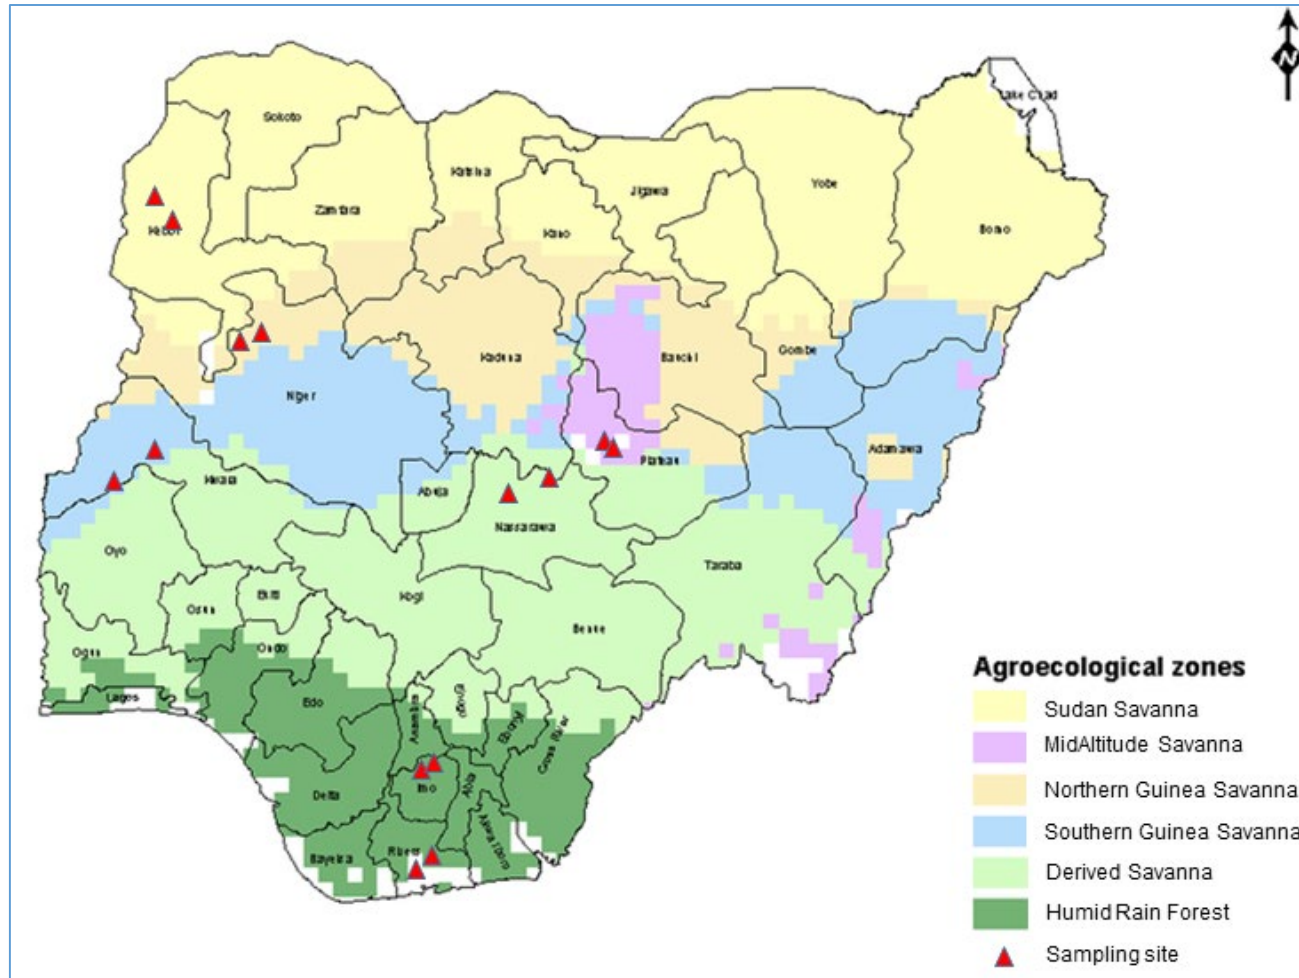 N
Lake Chad
Sokoto
Katsina
Yobe
Jigawa
Zamfara
Borno
Kano
Kebbi
Kaduna
Bauchi
Gombe
Niger
Adamawa
Plateau
Kwara
Abuja
Nassarawa
Oyo
Taraba
Kogi
Ekiti
Osun
Benue
Ondo
Ogun
Lagos
Edo
Enugu
Anambra
Ebonyi
Cross River
Imo
Abia
Delta
Akwa Ibom
Rivers
Bayelsa
Agroecological zones
Sudan Savanna
MidAltitude Savanna
Northern Guinea Savanna
Southern Guinea Savanna
Derived Savanna
Humid Rain Forest
Sampling site